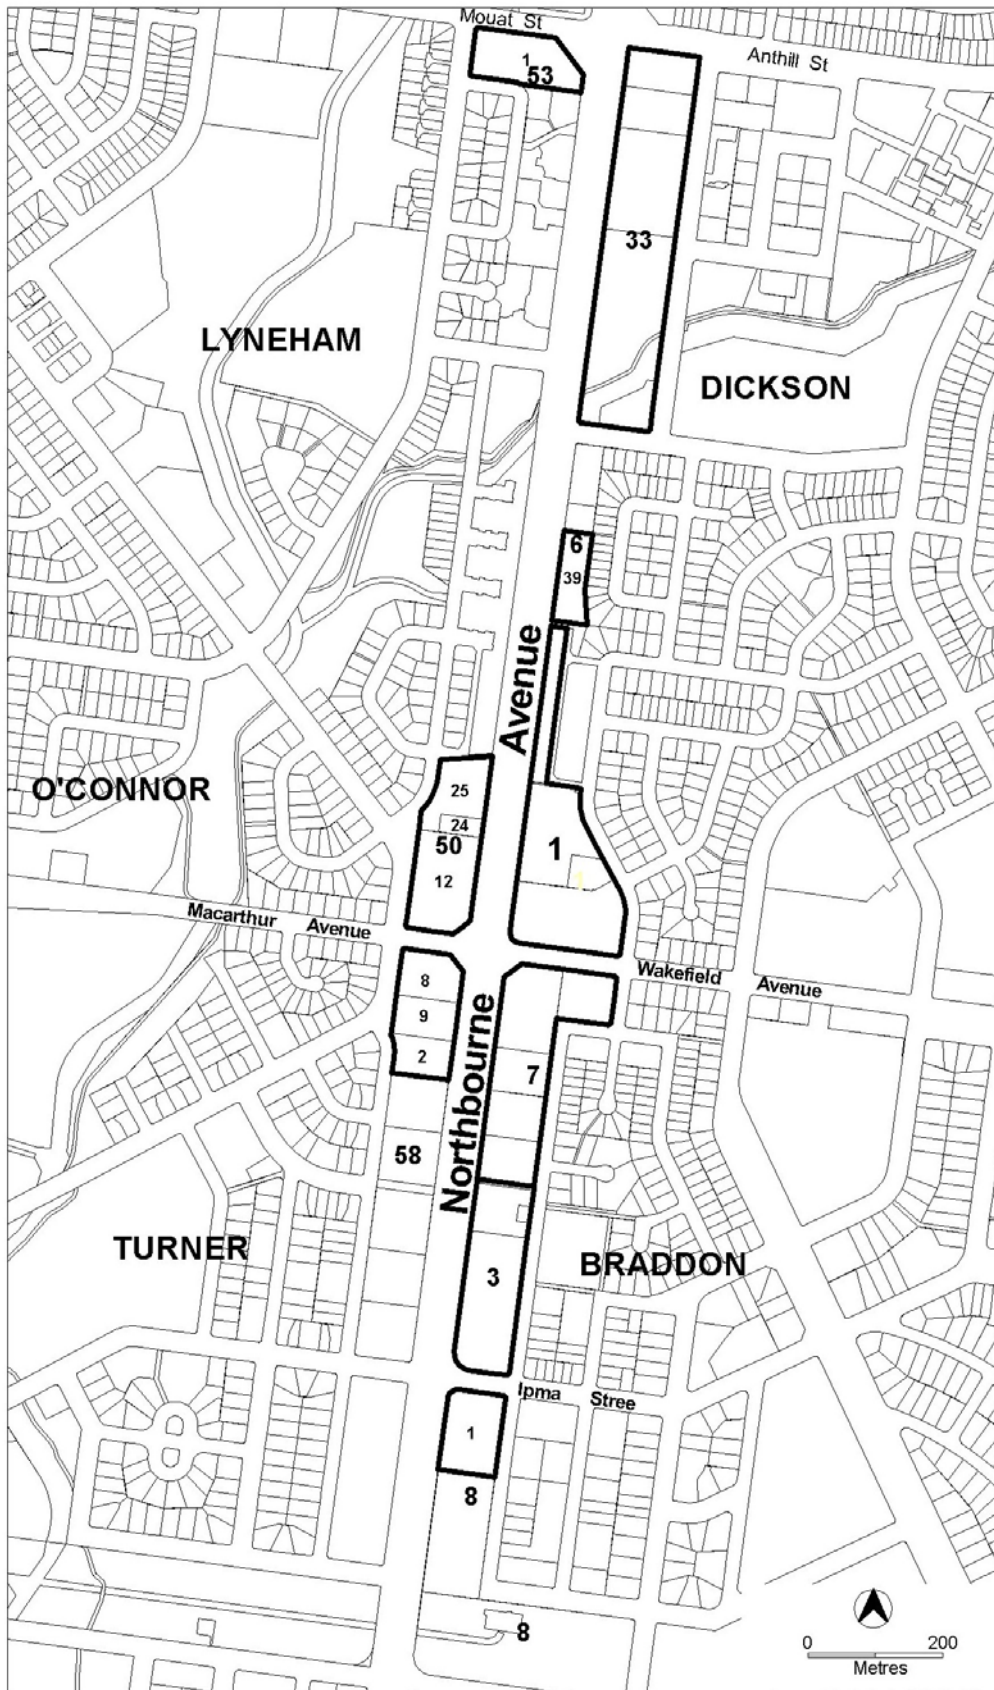 Mouat St
Anthill St
1
53
33
LYNEHAM
DICKSON
6
39
Avenue
O'CONNOR
25
24
50
12
1
1
Macarthur Avenue
Wakefield Avenue
8
9
2
Northbourne
7
58
TURNER
BRADDON
3
Ipma Stree
1
8
8
0 200
Metres